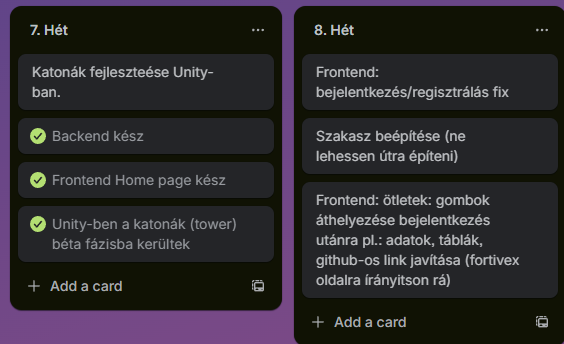 7. Hét
Katonák fejleszteése Unity-
ban.
Backend kész
Frontend Home page kész
Unity-ben a katonák (tower)
béta fázisba kerültek
Add a card
8. Hét
Frontend:
bejelentkezés/regisztrálás fix
Szakasz beépítése (ne
lehessen útra építeni)
Frontend: ötletek: gombok
áthelyezése bejelentkezés
utánra pl.: adatok, táblák,
github-os link javítása (fortivex
oldalra írányitson rá)
Add a card